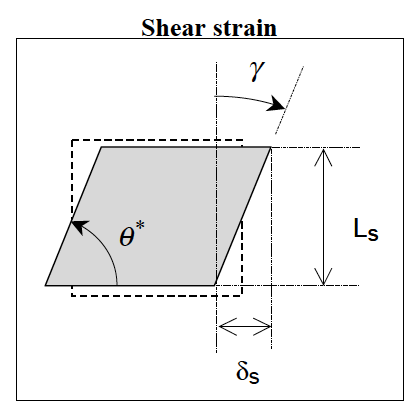 Shear strain
γ
θ*
Ls
δs